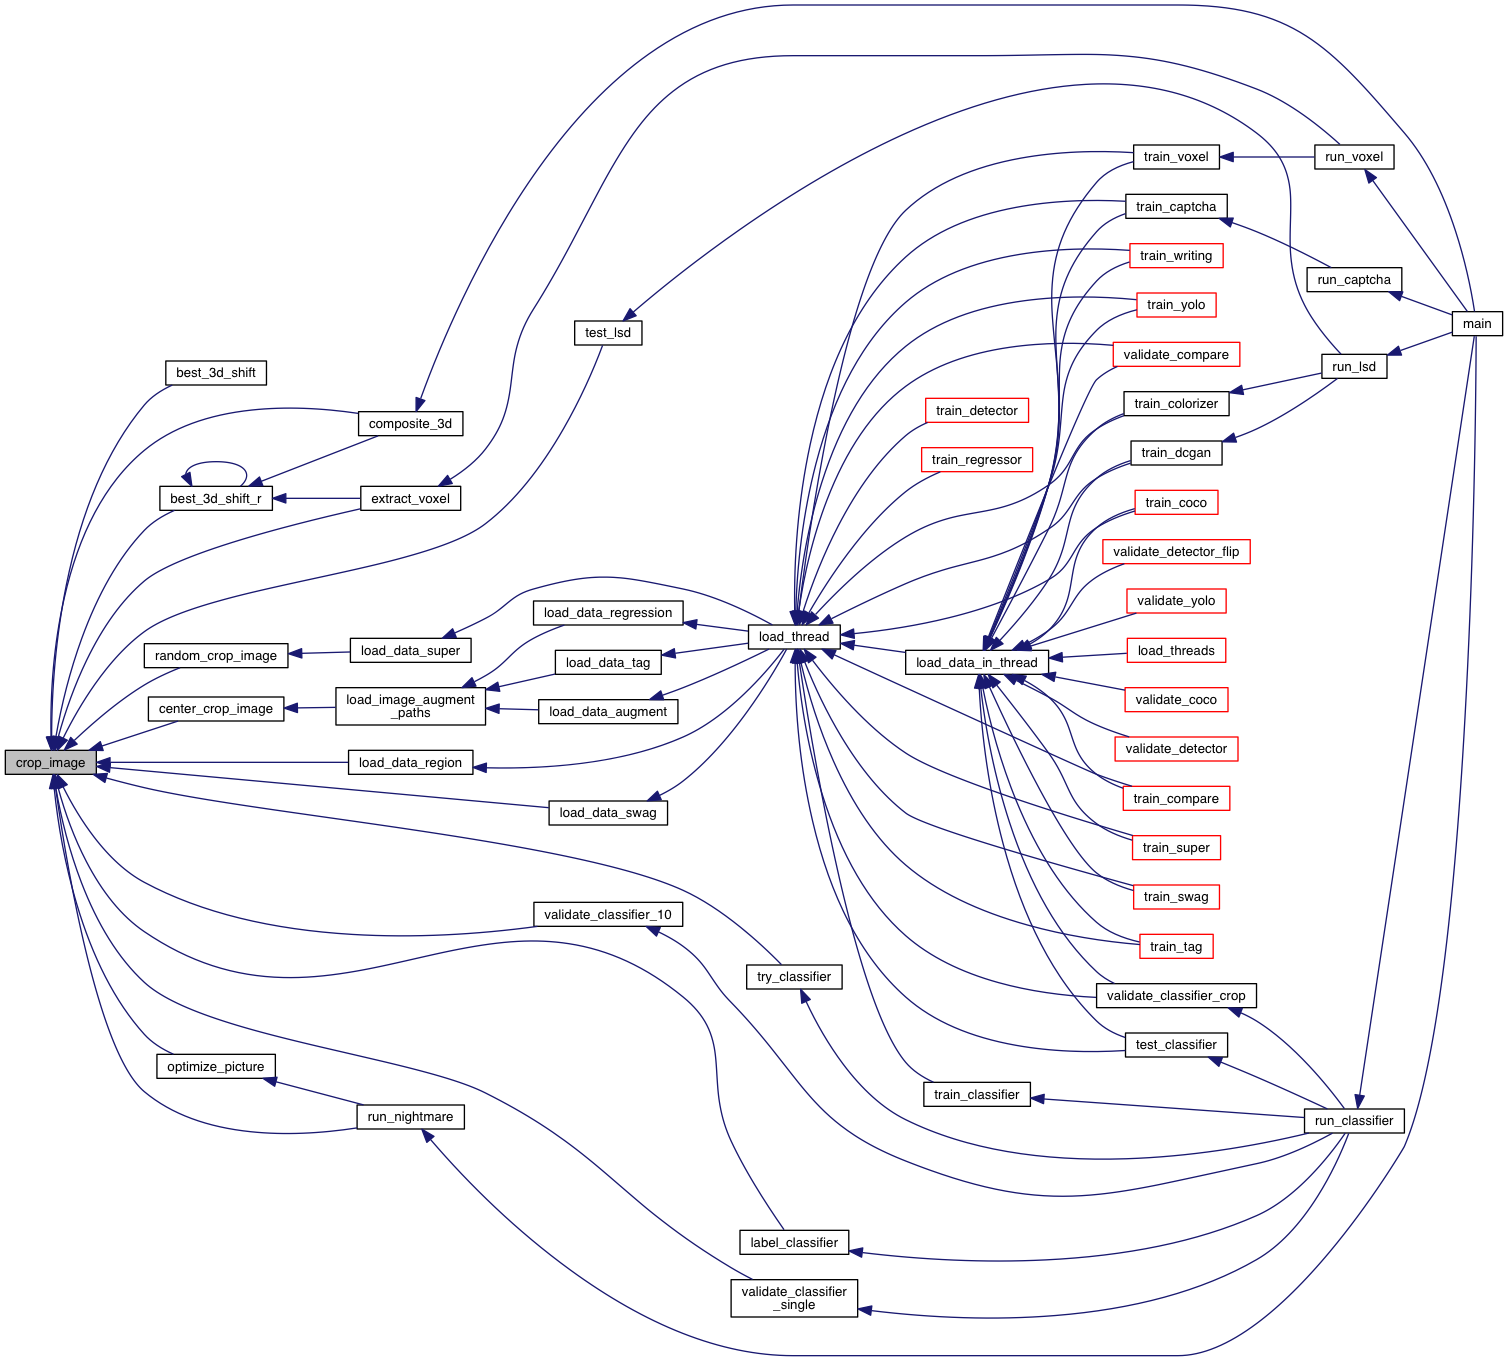 train_voxel
run_voxel
train_captcha
train_writing
run_captcha
train_yolo
main
test_lsd
validate_compare
run_lsd
best_3d_shift
train_colorizer
train_detector
composite_3d
train_dcgan
train_regressor
best_3d_shift_r
extract_voxel
train_coco
validate_detector_flip
validate_yolo
load_data_regression
load_thread
random_crop_image
load_data_super
load_threads
load_data_tag
load_data_in_thread
center_crop_image
load_image_augment
_paths
load_data_augment
validate_coco
validate_detector
crop_image
load_data_region
train_compare
load_data_swag
train_super
train_swag
validate_classifier_10
train_tag
try_classifier
validate_classifier_crop
test_classifier
optimize_picture
train_classifier
run_nightmare
run_classifier
label_classifier
validate_classifier
_single